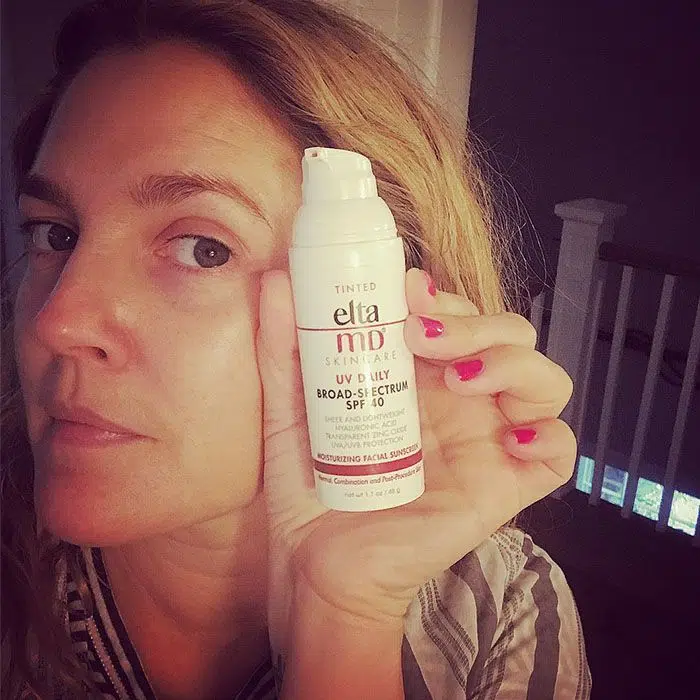 TINTED
elta
MD®
SKINCARE
UV DAILY
BROAD-SPECTRUM
SPF 40
SHEER AND LIGHTWEIGHT
HYALURONIC ACID
TRANSPARENT ZINC OXIDE
UVA/UVB PROTECTION
MOISTURIZING FACIAL SUNSCREEN
Normal, Combination and Post-Procedure Skin
net wt 1.7 oz / 48 g